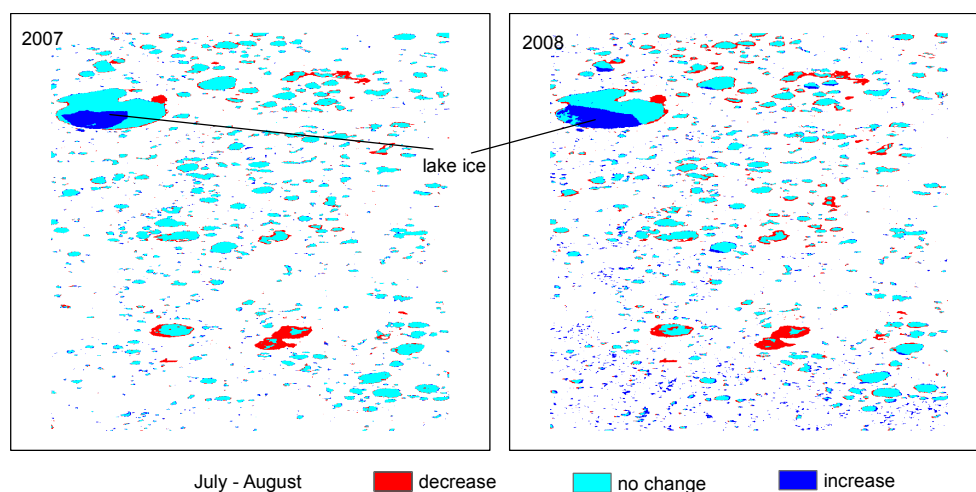 2007
2008
lake ice
July - August
decrease
no change
increase